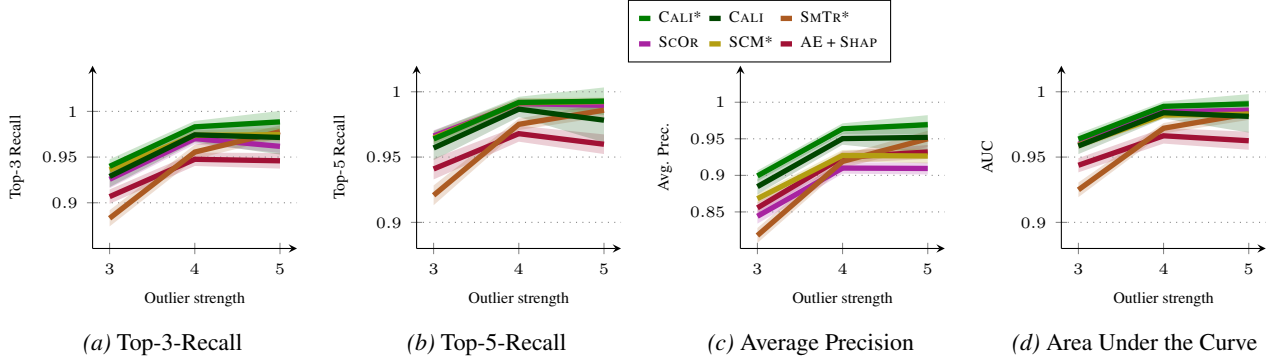 CALI* CALI SMTR*
SCOR SCM* AE + SHAP
Top-3 Recall
1
0.95
0.9
3 4 5
Outlier strength
(a) Top-3-Recall
Top-5 Recall
1
0.95
0.9
3 4 5
Outlier strength
(b) Top-5-Recall
Avg. Prec.
0.95
0.9
0.85
3 4 5
Outlier strength
(c) Average Precision
AUC
1
0.95
0.9
3 4 5
Outlier strength
(d) Area Under the Curve